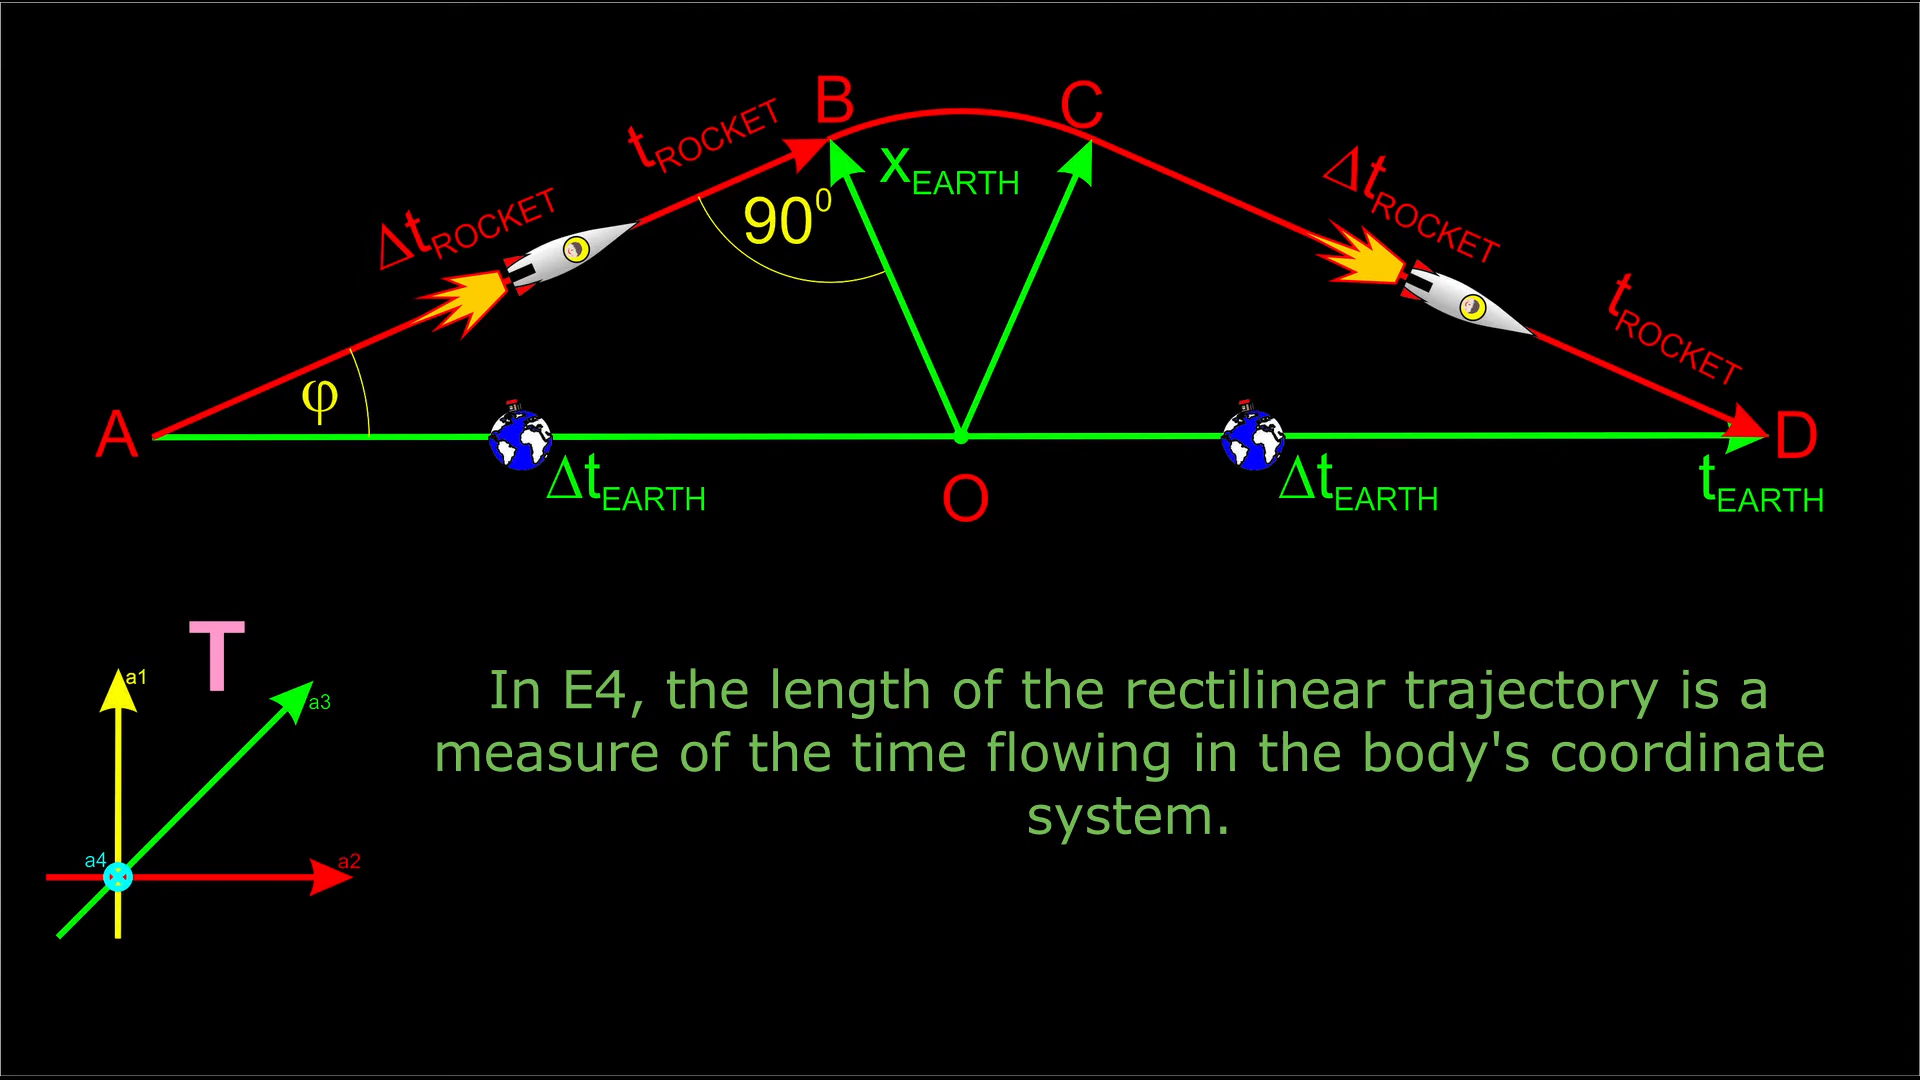 B
C
t_ROCKET
x_EARTH
Δt_ROCKET
Δt_ROCKET
90⁰
t_ROCKET
φ
A
D
Δt_EARTH
O
Δt_EARTH
t_EARTH
T
a1
a3
a4
a2
In E4, the length of the rectilinear trajectory is a
measure of the time flowing in the body's coordinate
system.